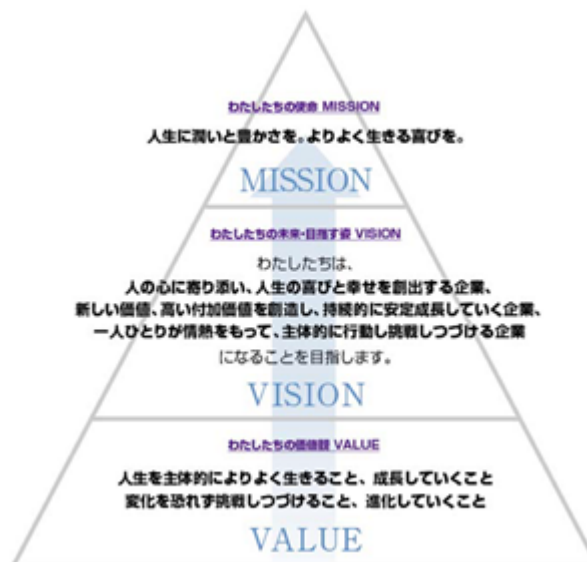 わたしたちの使命 MISSION
人生に潤いと豊かさを。よりよく生きる喜びを。
MISSION
わたしたちの未来・目指す姿 VISION
わたしたちは、
人の心に寄り添い、人生の喜びと幸せを創出する企業、
新しい価値、高い付加価値を創造し、持続的に安定成長していく企業、
一人ひとりが情熱をもって、主体的に行動し挑戦しつづける企業
になることを目指します。
VISION
わたしたちの価値観 VALUE
人生を主体的によりよく生きること、成長していくこと
変化を恐れず挑戦しつづけること、進化していくこと
VALUE